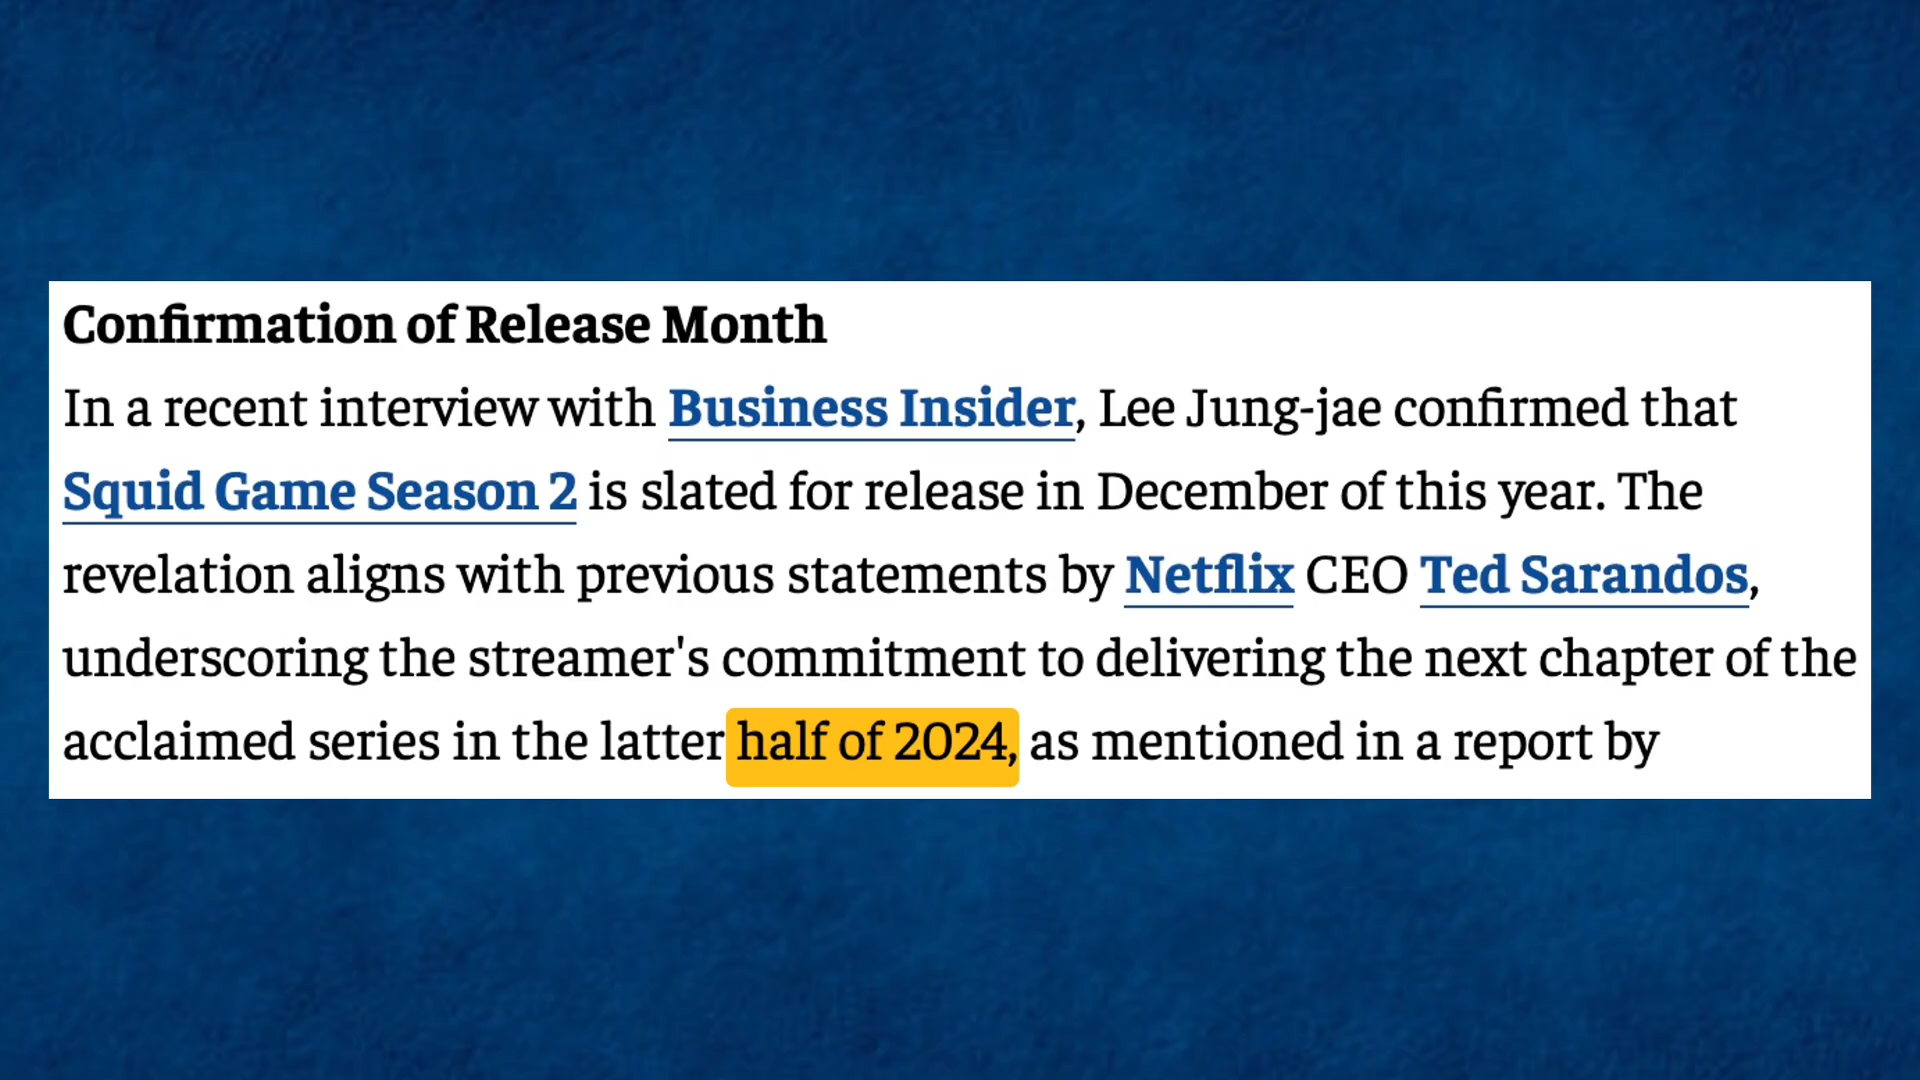 Confirmation of Release Month
In a recent interview with Business Insider, Lee Jung-jae confirmed that
Squid Game Season 2 is slated for release in December of this year. The
revelation aligns with previous statements by Netflix CEO Ted Sarandos,
underscoring the streamer's commitment to delivering the next chapter of the
acclaimed series in the latter half of 2024, as mentioned in a report by